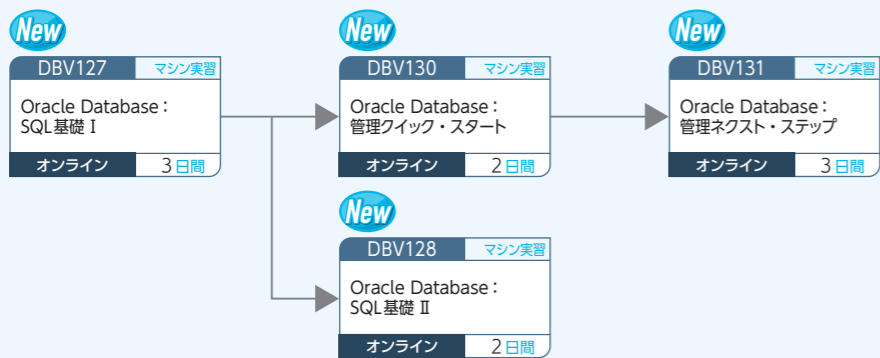 New
DBV127 マシン実習
Oracle Database：
SQL基礎 I
オンライン 3日間
New
DBV130 マシン実習
Oracle Database：
管理クイック・スタート
オンライン 2日間
New
DBV131 マシン実習
Oracle Database：
管理ネクスト・ステップ
オンライン 3日間
New
DBV128 マシン実習
Oracle Database：
SQL基礎 II
オンライン 2日間